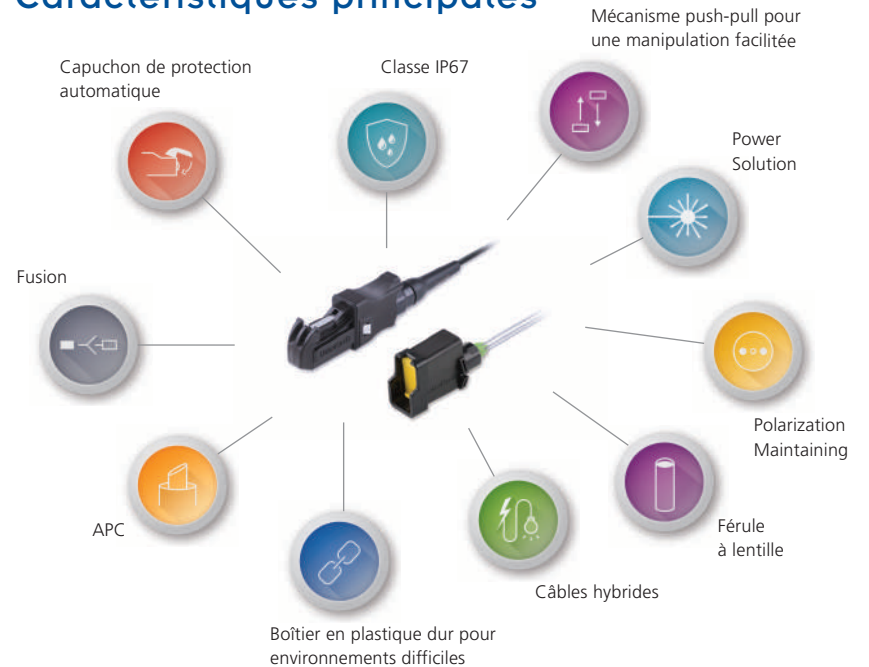 Caractéristiques principales
Mécanisme push-pull pour
une manipulation facilitée
Capuchon de protection
automatique
Classe IP67
Power
Solution
Fusion
Polarization
Maintaining
APC
Férule
à lentille
Câbles hybrides
Boîtier en plastique dur pour
environnements difficiles